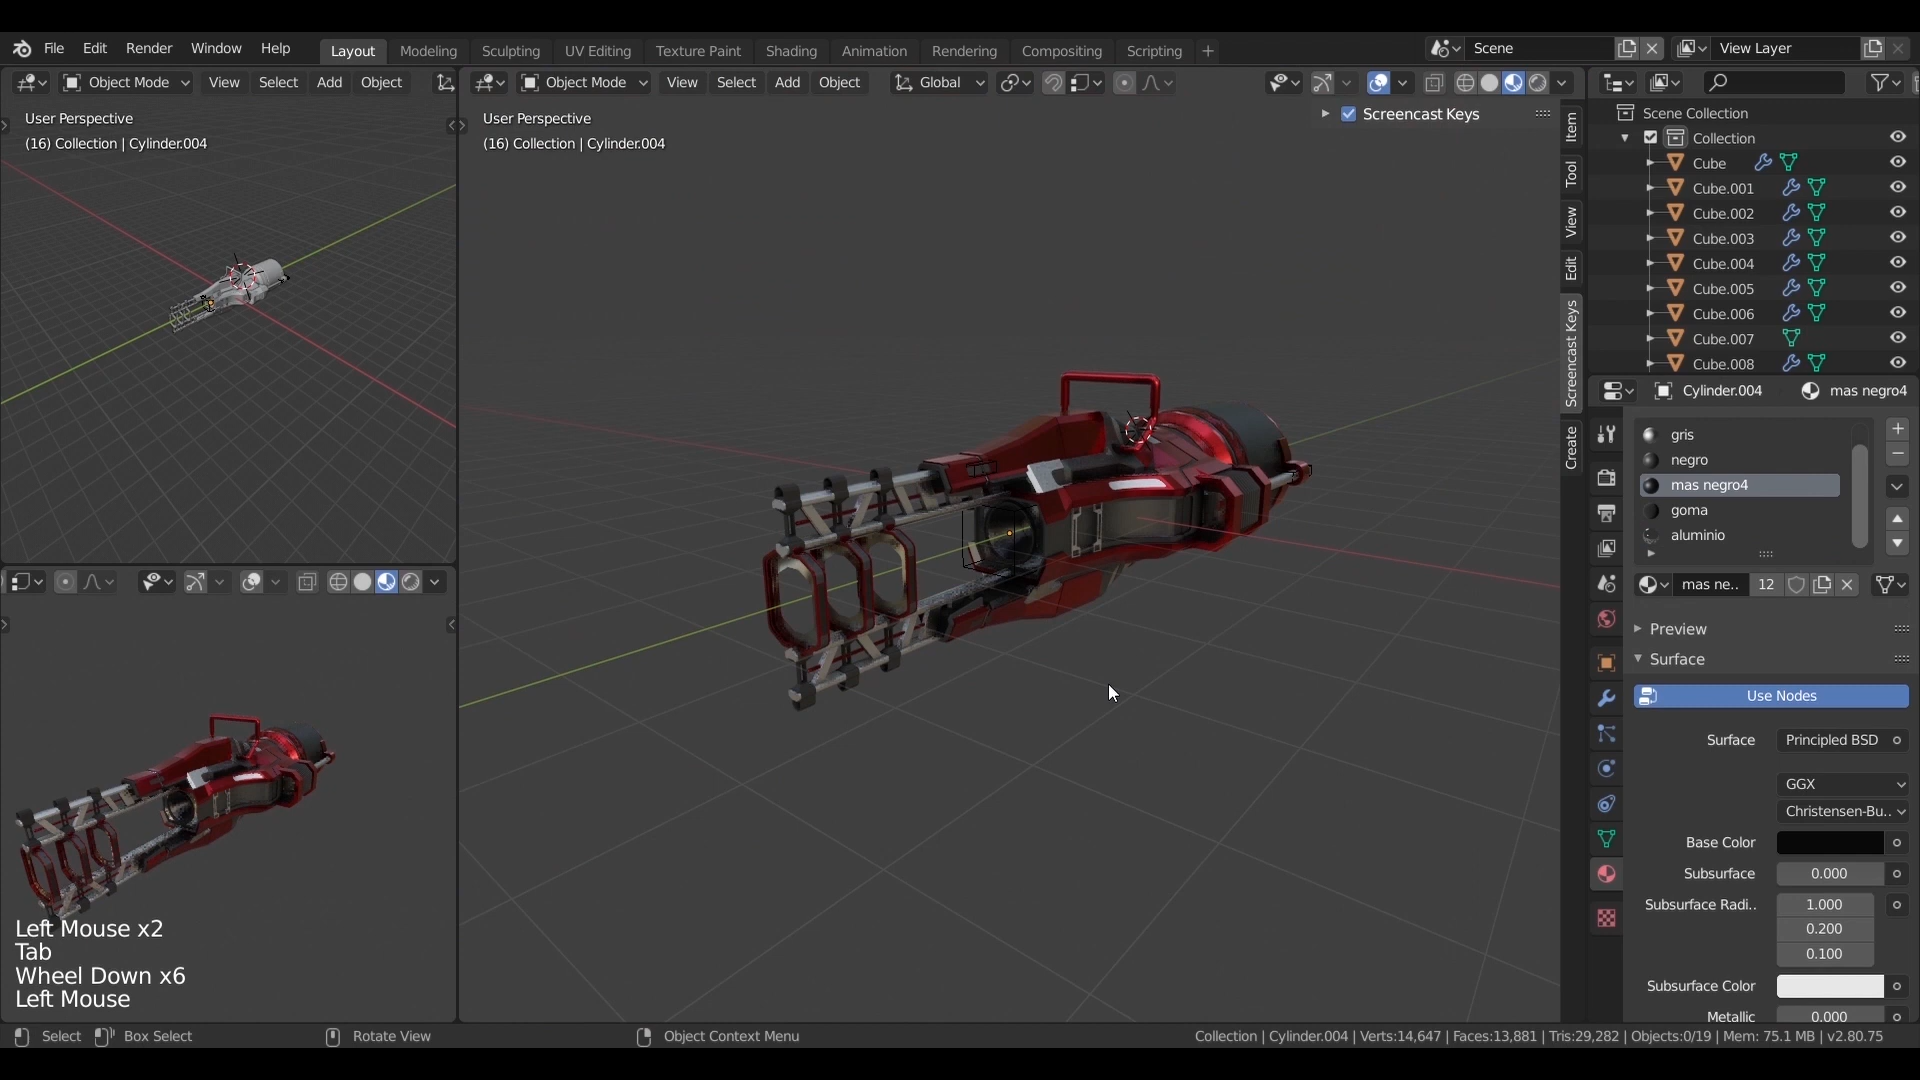 File Edit Render Window Help Layout Modeling Sculpting UV Editing Texture Paint Shading Animation Rendering Compositing Scripting + Scene View Layer
Object Mode View Select Add Object
Object Mode View Select Add Object Global
User Perspective
(16) Collection | Cylinder.004
User Perspective
(16) Collection | Cylinder.004
Screencast Keys
Item
Tool
View
Edit
Screencast Keys
Create
Scene Collection
Collection
Cube
Cube.001
Cube.002
Cube.003
Cube.004
Cube.005
Cube.006
Cube.007
Cube.008
Cylinder.004 mas negro4
gris
negro
mas negro4
goma
aluminio
mas ne.. 12
Preview
Surface
Use Nodes
Surface Principled BSD
GGX
Christensen-Bu..
Base Color
Subsurface 0.000
Subsurface Radi.. 1.000
0.200
0.100
Subsurface Color
Metallic 0.000
Left Mouse x2
Tab
Wheel Down x6
Left Mouse
Select Box Select Rotate View Object Context Menu Collection | Cylinder.004 | Verts:14,647 | Faces:13,881 | Tris:29,282 | Objects:0/19 | Mem: 75.1 MB | v2.80.75